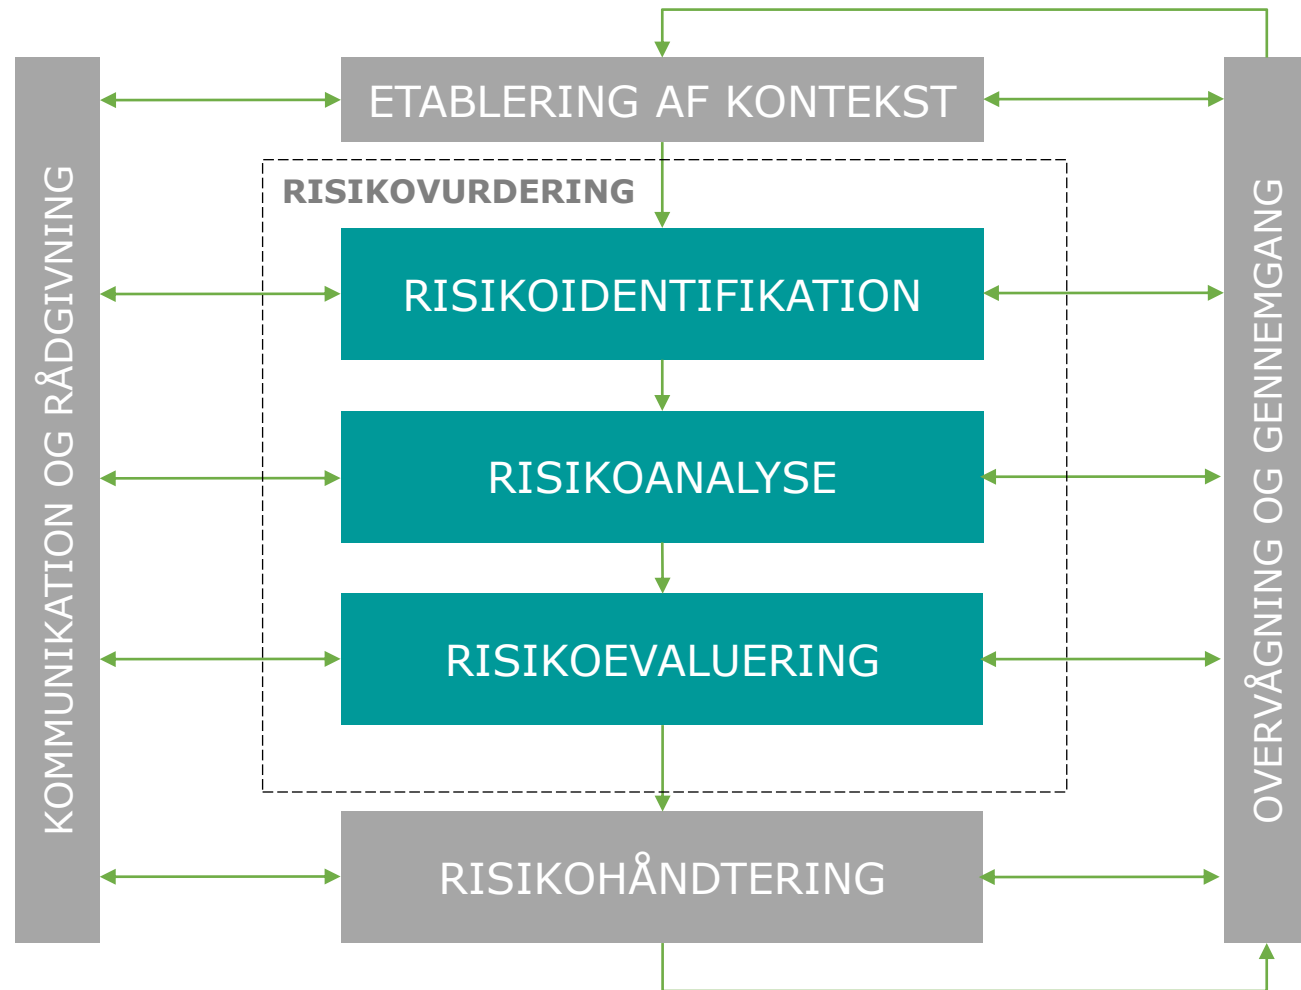 ETABLERING AF KONTEKST
RISIKOVURDERING
RISIKOIDENTIFIKATION
RISIKOANALYSE
RISIKOEVALUERING
RISIKOHÅNDTERING
KOMMUNIKATION OG RÅDGIVNING
OVERVÅGNING OG GENNEMGANG